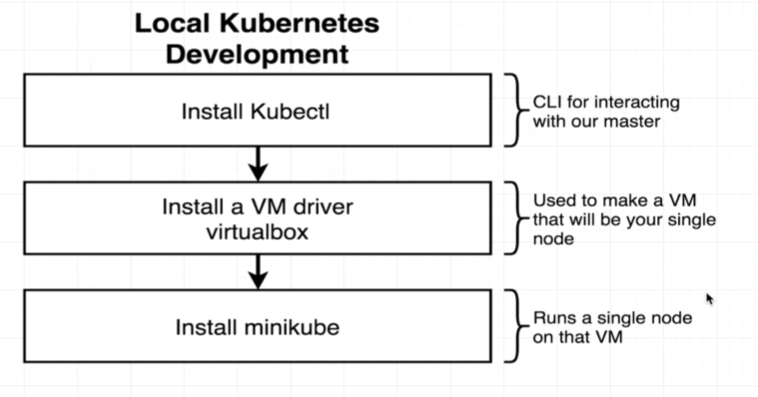 Local Kubernetes
Development
Install Kubectl
CLI for interacting
with our master
Install a VM driver
virtualbox
Used to make a VM
that will be your single
node
Install minikube
Runs a single node
on that VM